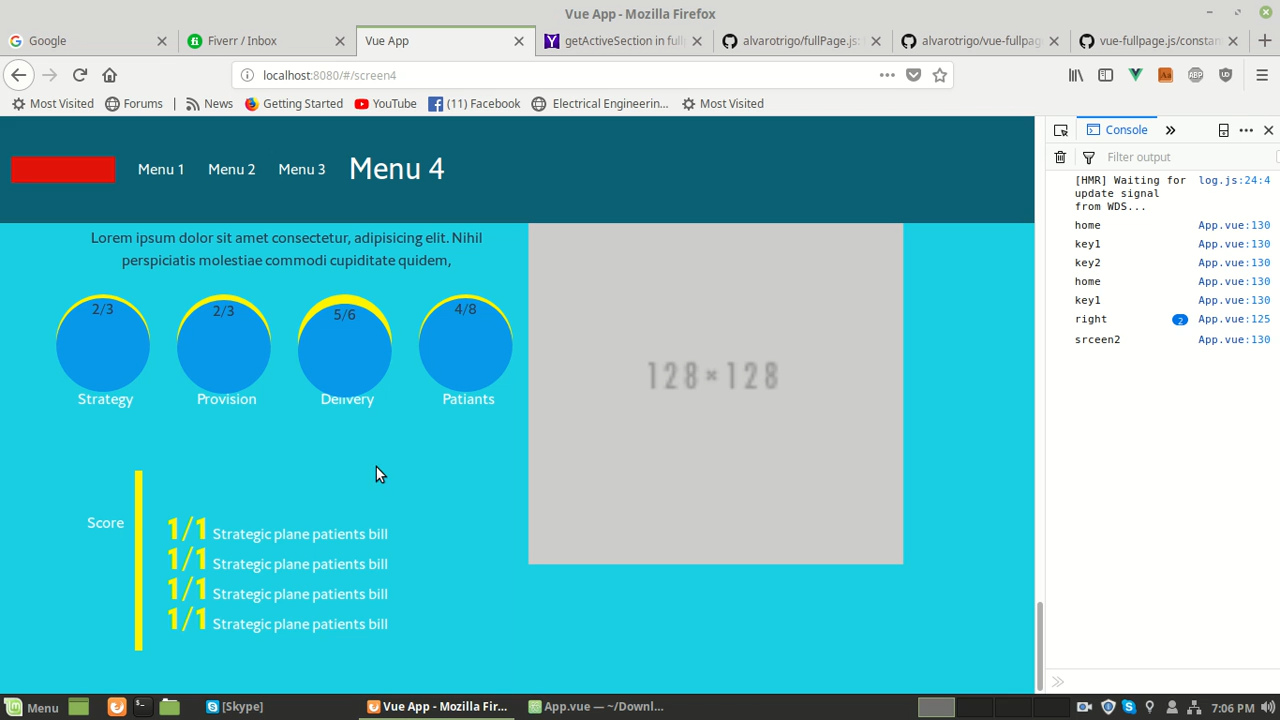 Vue App - Mozilla Firefox
Google
Fiverr / Inbox
Vue App
getActiveSection in full
alvarotrigo/fullPage.js:
alvarotrigo/vue-fullpag
vue-fullpage.js/constan
localhost:8080/#/screen4
Most Visited
Forums
News
Getting Started
YouTube
(11) Facebook
Electrical Engineerin...
Most Visited
Menu 1
Menu 2
Menu 3
Menu 4
Lorem ipsum dolor sit amet consectetur, adipisicing elit. Nihil
perspiciatis molestiae commodi cupiditate quidem,
2/3
2/3
5/6
4/8
Strategy
Provision
Delivery
Patiants
128×128
Score
1/1 Strategic plane patients bill
1/1 Strategic plane patients bill
1/1 Strategic plane patients bill
1/1 Strategic plane patients bill
Console
Filter output
[HMR] Waiting for log.js:24:4
update signal
from WDS...
home App.vue:130
key1 App.vue:130
key2 App.vue:130
home App.vue:130
key1 App.vue:130
right 2 App.vue:125
srceen2 App.vue:130
Menu
[Skype]
Vue App - Mozilla Fir...
App.vue — ~/Downl...
7:06 PM